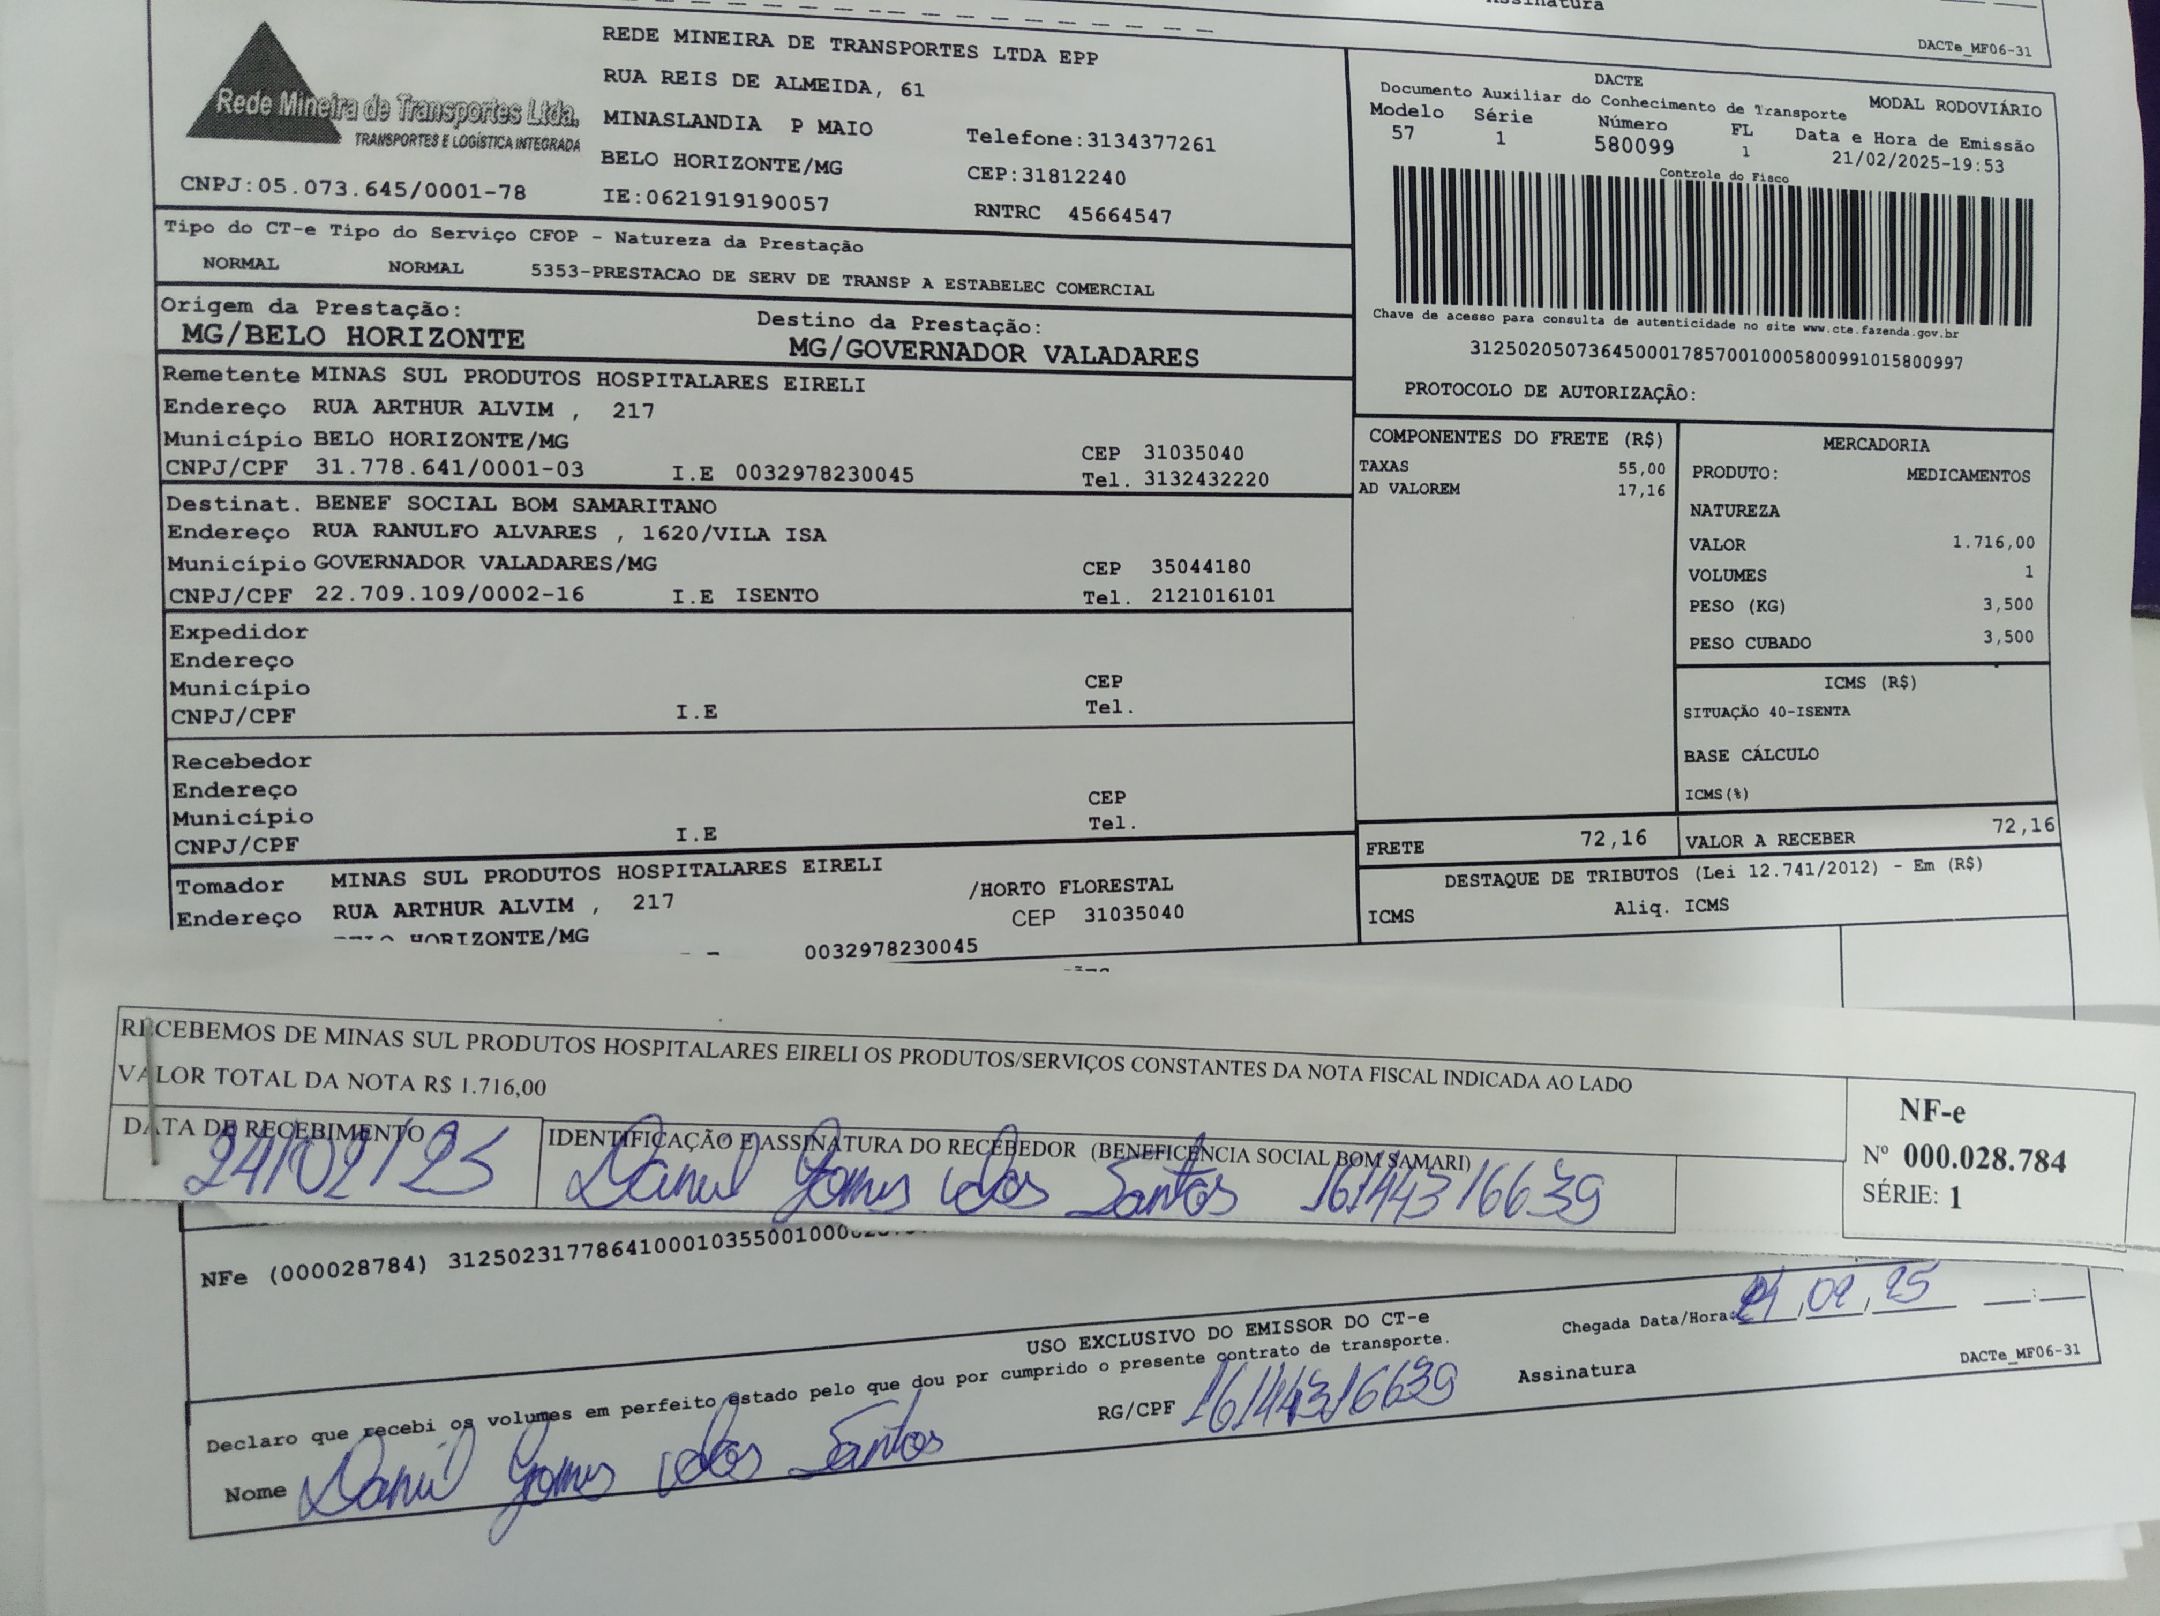 Assinatura
DACTe_MF06-31
Rede Mineira de Transportes Ltda.
TRANSPORTES E LOGÍSTICA INTEGRADA
CNPJ:05.073.645/0001-78
REDE MINEIRA DE TRANSPORTES LTDA EPP
RUA REIS DE ALMEIDA, 61
MINASLANDIA P MAIO Telefone:3134377261
BELO HORIZONTE/MG CEP:31812240
IE:0621919190057 RNTRC 45664547
DACTE
Documento Auxiliar do Conhecimento de Transporte MODAL RODOVIÁRIO
Modelo Série Número FL Data e Hora de Emissão
57 1 580099 1 21/02/2025-19:53
Controle do Fisco
Chave de acesso para consulta de autenticidade no site www.cte.fazenda.gov.br
31250205073645000178570010005800991015800997
PROTOCOLO DE AUTORIZAÇÃO:
Tipo do CT-e Tipo do Serviço CFOP - Natureza da Prestação
NORMAL NORMAL 5353-PRESTACAO DE SERV DE TRANSP A ESTABELEC COMERCIAL
Origem da Prestação: Destino da Prestação:
MG/BELO HORIZONTE MG/GOVERNADOR VALADARES
Remetente MINAS SUL PRODUTOS HOSPITALARES EIRELI
Endereço RUA ARTHUR ALVIM , 217
Município BELO HORIZONTE/MG CEP 31035040
CNPJ/CPF 31.778.641/0001-03 I.E 0032978230045 Tel. 3132432220
Destinat. BENEF SOCIAL BOM SAMARITANO
Endereço RUA RANULFO ALVARES , 1620/VILA ISA
Município GOVERNADOR VALADARES/MG CEP 35044180
CNPJ/CPF 22.709.109/0002-16 I.E ISENTO Tel. 2121016101
Expedidor
Endereço
Município CEP
CNPJ/CPF I.E Tel.
Recebedor
Endereço
Município CEP
CNPJ/CPF I.E Tel.
Tomador MINAS SUL PRODUTOS HOSPITALARES EIRELI
Endereço RUA ARTHUR ALVIM , 217 /HORTO FLORESTAL
HORIZONTE/MG CEP 31035040
0032978230045
COMPONENTES DO FRETE (R$)
TAXAS 55,00
AD VALOREM 17,16
MERCADORIA
PRODUTO: MEDICAMENTOS
NATUREZA
VALOR 1.716,00
VOLUMES 1
PESO (KG) 3,500
PESO CUBADO 3,500
ICMS (R$)
SITUAÇÃO 40-ISENTA
BASE CÁLCULO
ICMS(%)
FRETE 72,16 VALOR A RECEBER 72,16
DESTAQUE DE TRIBUTOS (Lei 12.741/2012) - Em (R$)
ICMS Aliq. ICMS
RECEBEMOS DE MINAS SUL PRODUTOS HOSPITALARES EIRELI OS PRODUTOS/SERVIÇOS CONSTANTES DA NOTA FISCAL INDICADA AO LADO
VALOR TOTAL DA NOTA R$ 1.716,00
DATA DE RECEBIMENTO IDENTIFICAÇÃO E ASSINATURA DO RECEBEDOR (BENEFICENCIA SOCIAL BOM SAMARI)
24/02/25 Daniel Gomes dos Santos 16144316639
NF-e
Nº 000.028.784
SÉRIE: 1
NFe (000028784) 3125023177864100010355001000
USO EXCLUSIVO DO EMISSOR DO CT-e
Declaro que recebi os volumes em perfeito estado pelo que dou por cumprido o presente contrato de transporte.
Chegada Data/Hora: 24,02,25
Nome Daniel Gomes dos Santos RG/CPF 16144316639 Assinatura
DACTe_MF06-31